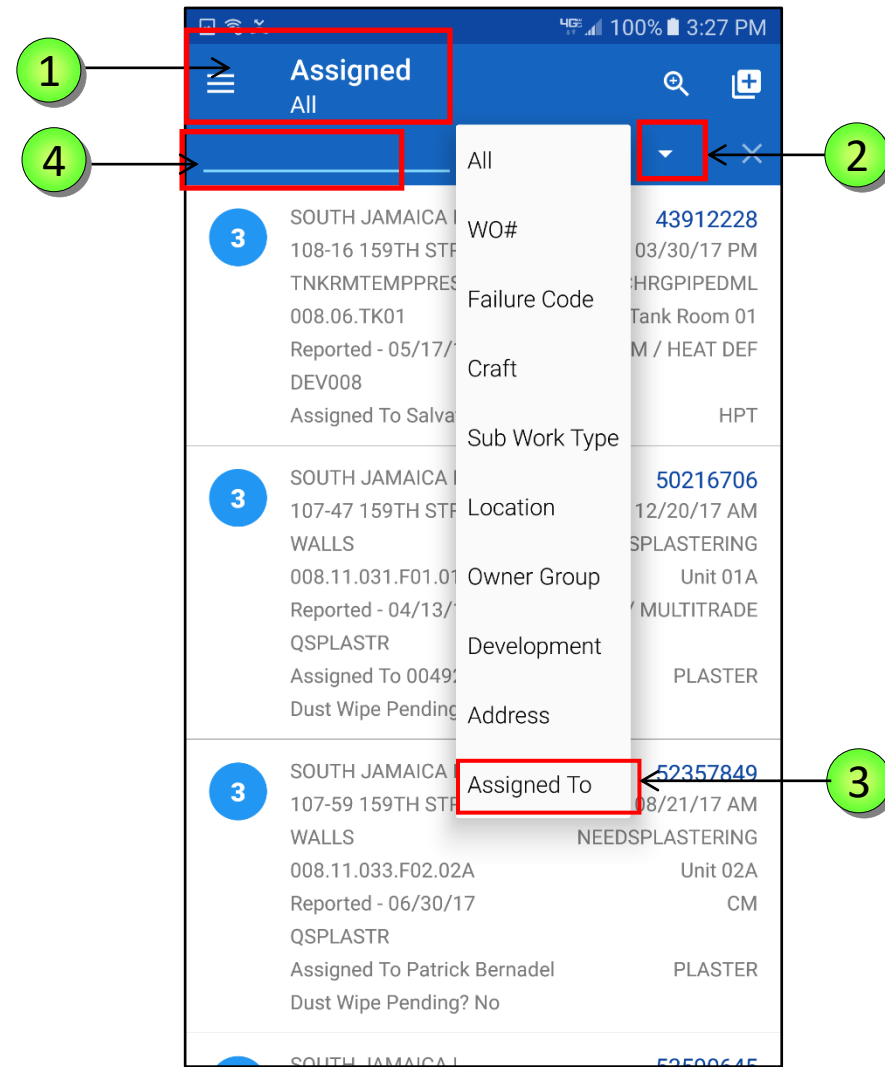 4G 100% 3:27 PM
1
Assigned
All
4
2
All
WO#
Failure Code
Craft
Sub Work Type
Location
Owner Group
Development
Address
Assigned To
3
3
SOUTH JAMAICA 43912228
108-16 159TH 03/30/17 PM
008.06.TK01 Tank Room 01
Reported - 05/17/ M / HEAT DEF
DEV008
Assigned To HPT
3
SOUTH JAMAICA 50216706
107-47 159TH 12/20/17 AM
WALLS SPLASTERING
008.11.031.F01.01 Unit 01A
Reported - 04/13/ / MULTITRADE
QSPLASTR
Assigned To 0049 PLASTER
Dust Wipe Pending
3
SOUTH JAMAICA 52357849
107-59 159TH 08/21/17 AM
WALLS NEEDSPLASTERING
008.11.033.F02.02A Unit 02A
Reported - 06/30/17 CM
QSPLASTR
Assigned To Patrick Bernadel PLASTER
Dust Wipe Pending? No